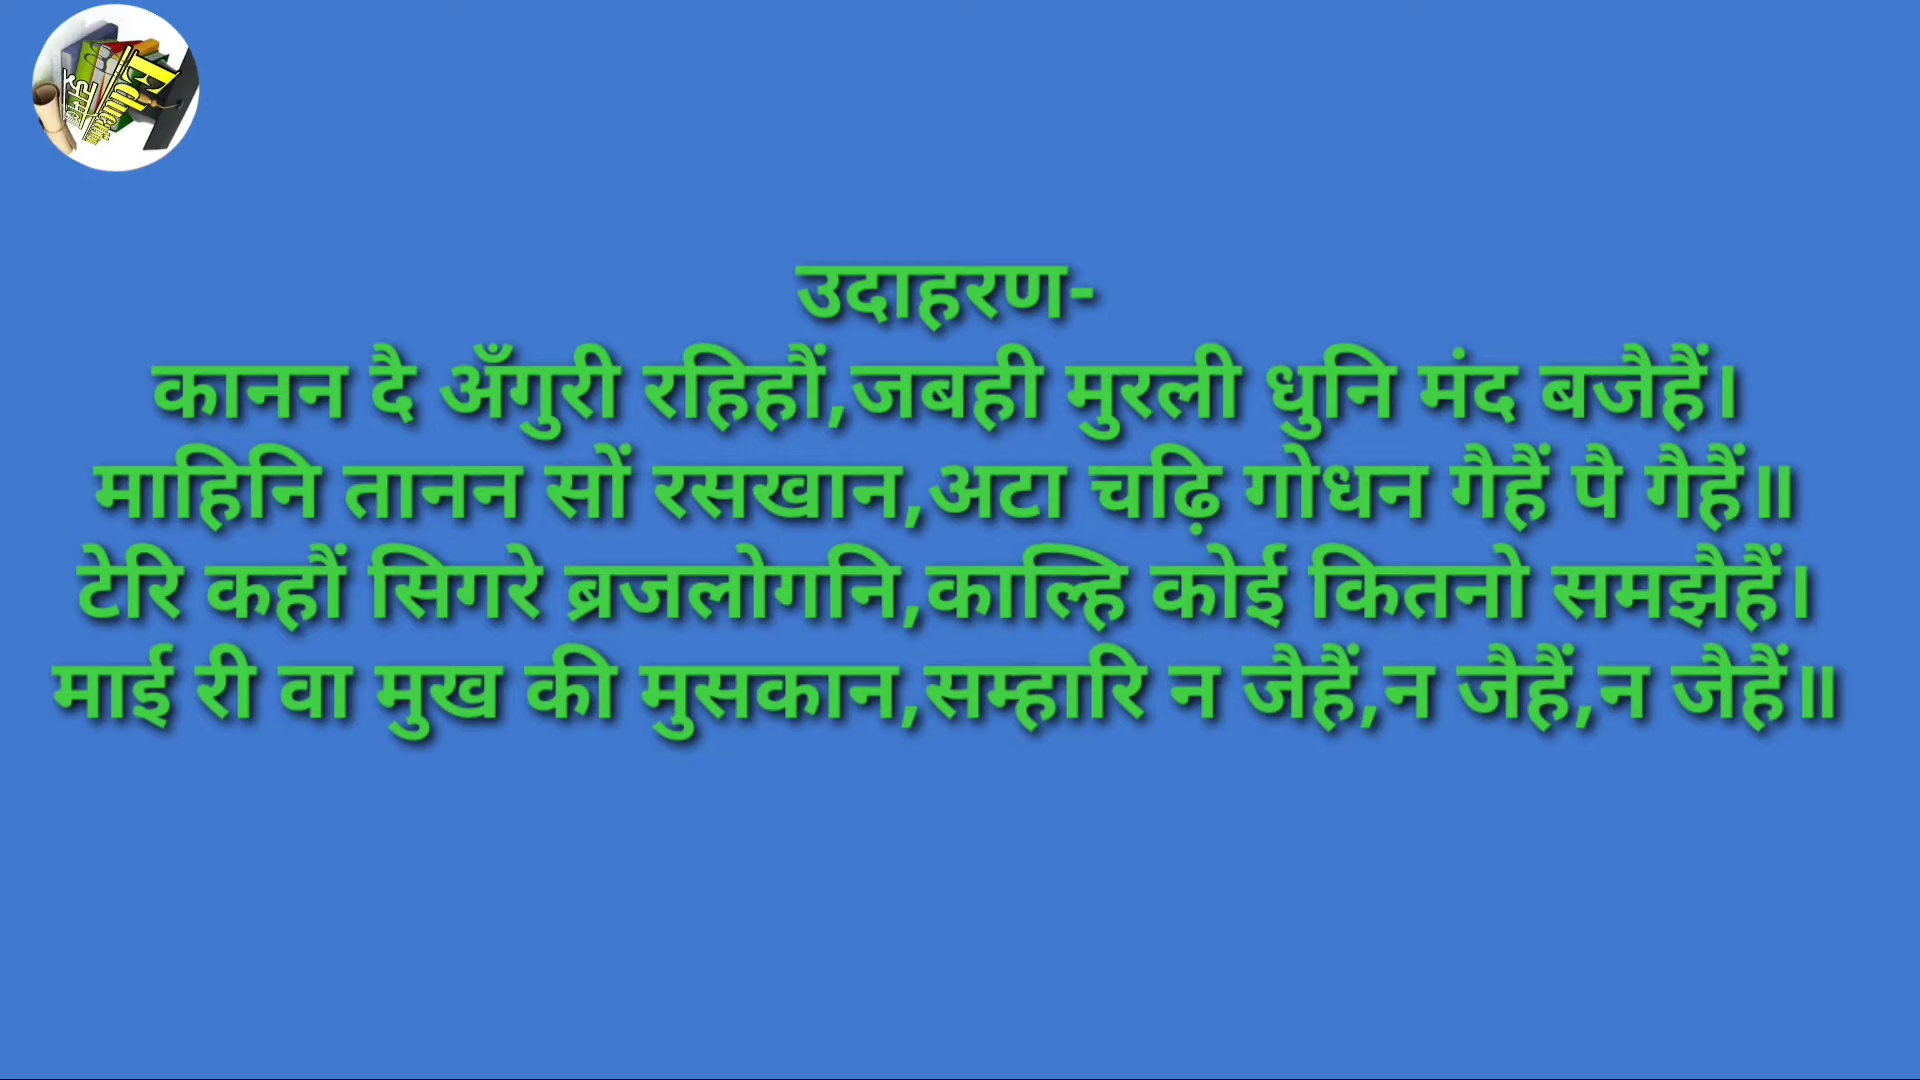 Education
उदाहरण-
कानन दै अँगुरी रहिहौं,जबही मुरली धुनि मंद बजैहैं।
माहिनि तानन सों रसखान,अटा चढ़ि गोधन गैहैं पै गैहैं॥
टेरि कहौं सिगरे ब्रजलोगनि,काल्हि कोई कितनो समझैहैं।
माई री वा मुख की मुसकान,सम्हारि न जैहैं,न जैहैं,न जैहैं॥